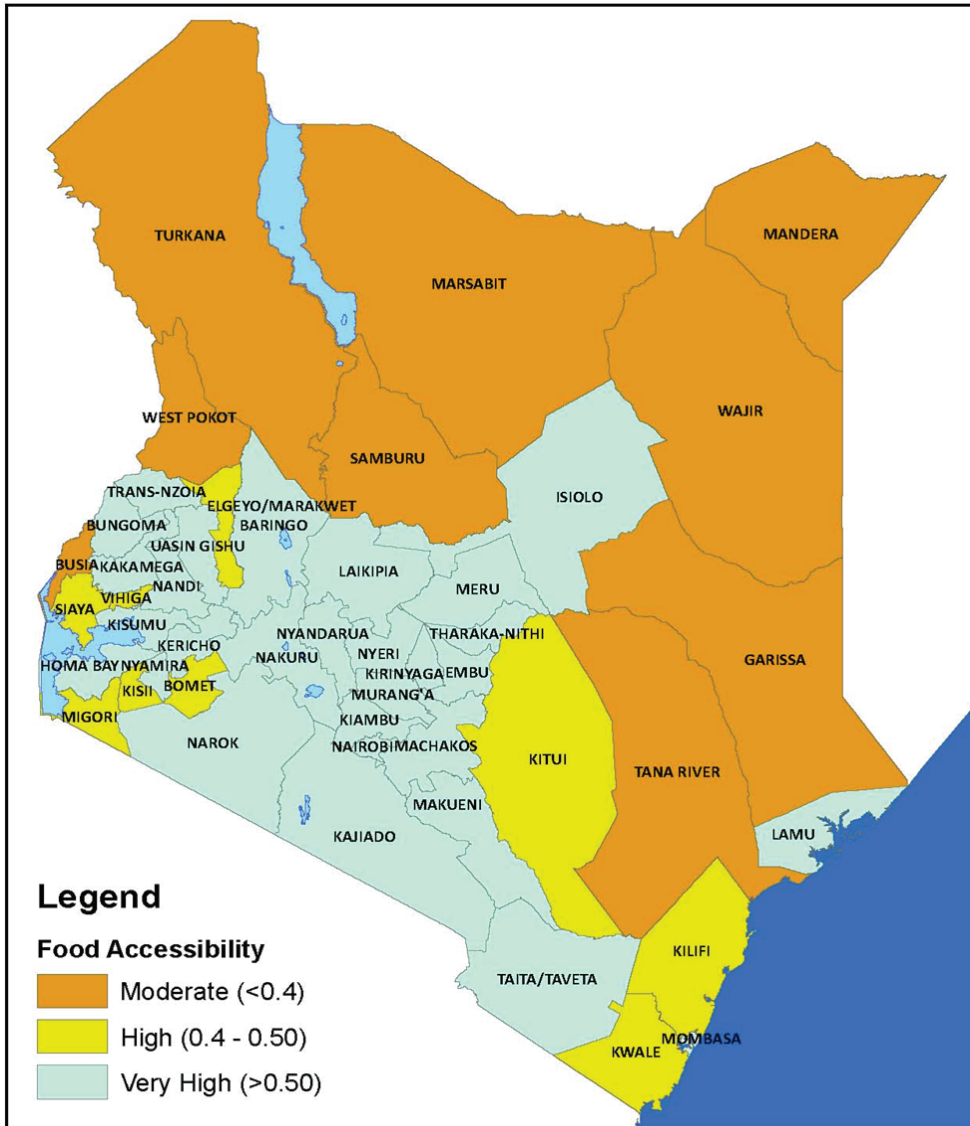 MANDERA
TURKANA
MARSABIT
WAJIR
WEST POKOT
SAMBURU
ISIOLO
TRANS-NZOIA
ELGEYO/MARAKWET
BUNGOMA
BARINGO
UASIN GISHU
BUSIA
KAKAMEGA
LAIKIPIA
NANDI
MERU
VIHIGA
SIAYA
KISUMU
NYANDARUA
THARAKA-NITHI
KERICHO
NYERI
NAKURU
GARISSA
HOMA BAY
NYAMIRA
KIRINYAGA
EMBU
BOMET
KISII
MURANG'A
MIGORI
KIAMBU
NAROK
NAIROBI
MACHAKOS
KITUI
TANA RIVER
MAKUENI
KAJIADO
LAMU
KILIFI
TAITA/TAVETA
MOMBASA
KWALE
Legend
Food Accessibility
Moderate (<0.4)
High (0.4 - 0.50)
Very High (>0.50)